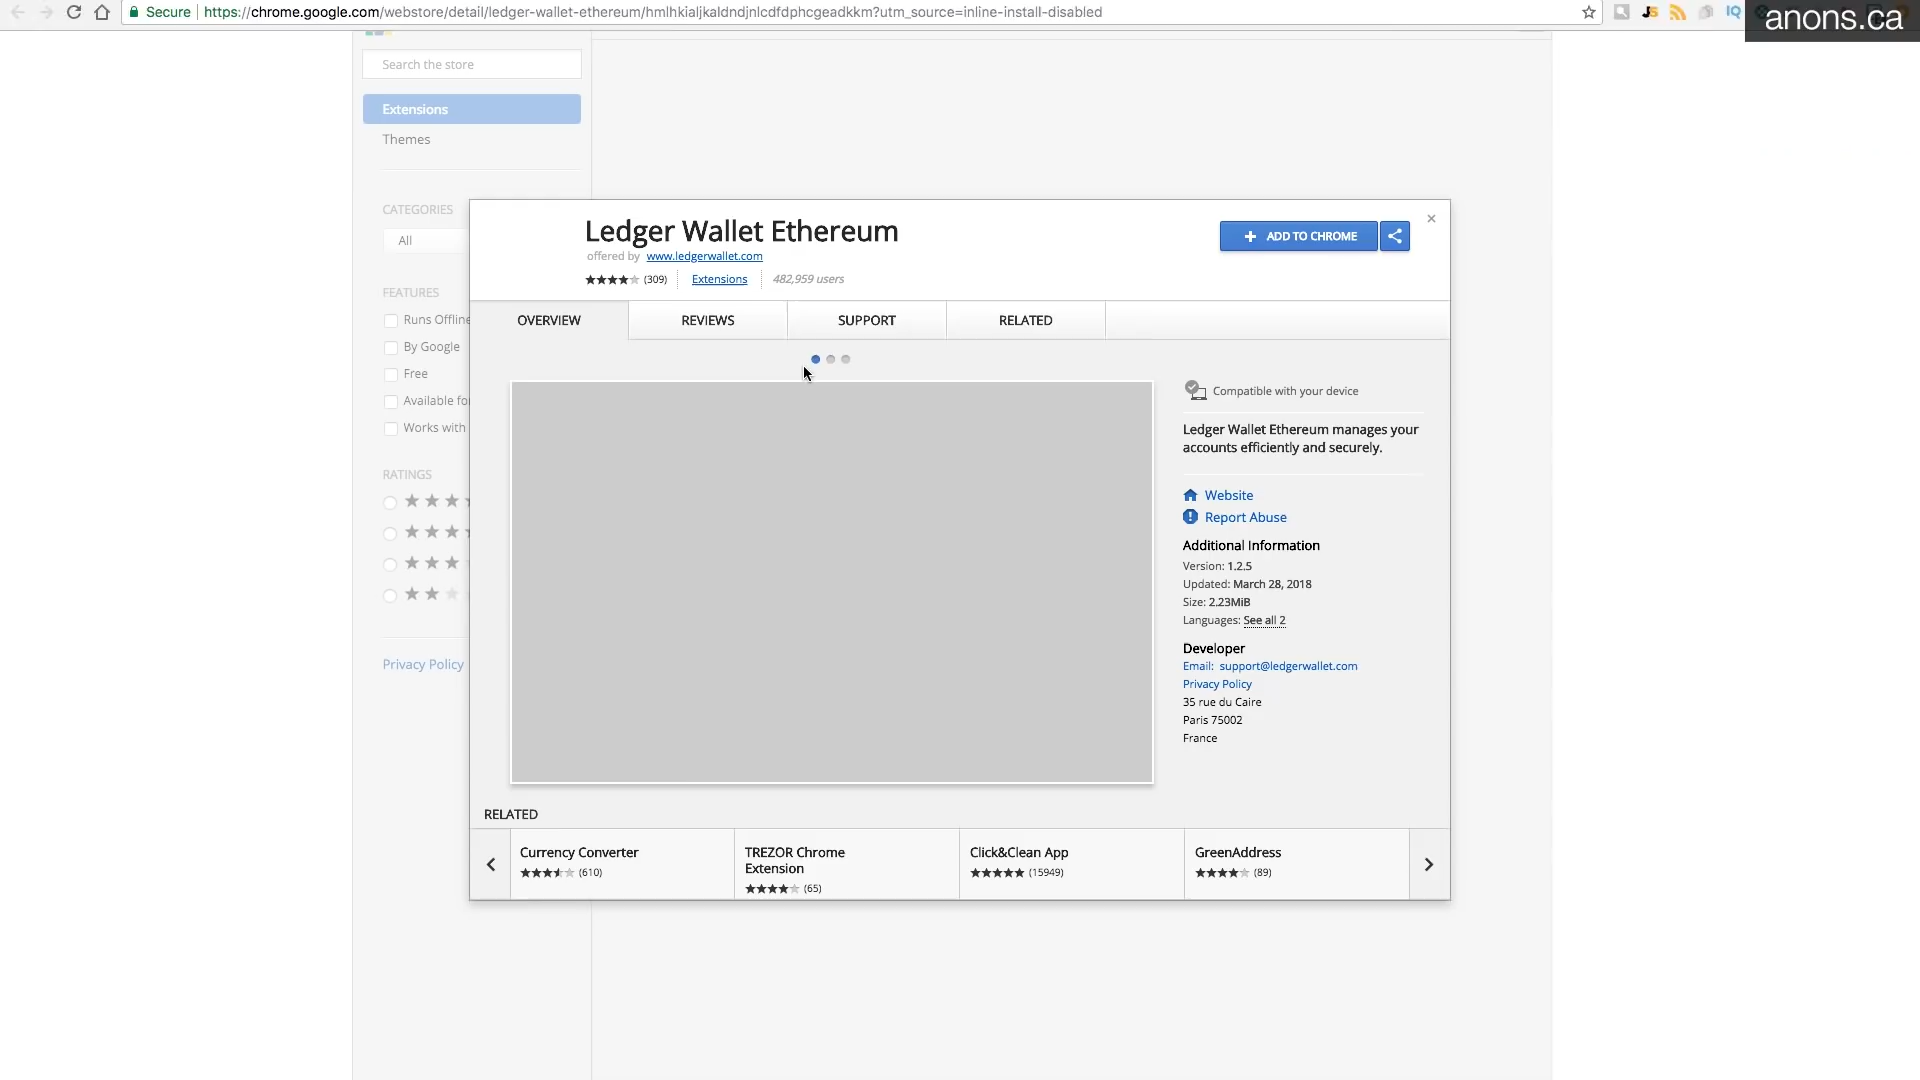 Secure
https://chrome.google.com/webstore/detail/ledger-wallet-ethereum/hmlhkialjkaldndjnlcdfdphcgeadkkm?utm_source=inline-install-disabled
JS
IQ
anons.ca
Search the store
Extensions
Themes
CATEGORIES
All
FEATURES
Runs Offline
By Google
Free
Available fo
Works with
RATINGS
Privacy Policy
Ledger Wallet Ethereum
offered by www.ledgerwallet.com
(309)
Extensions
482,959 users
ADD TO CHROME
OVERVIEW
REVIEWS
SUPPORT
RELATED
Compatible with your device
Ledger Wallet Ethereum manages your
accounts efficiently and securely.
Website
Report Abuse
Additional Information
Version: 1.2.5
Updated: March 28, 2018
Size: 2.23MiB
Languages: See all 2
Developer
Email: support@ledgerwallet.com
Privacy Policy
35 rue du Caire
Paris 75002
France
RELATED
Currency Converter
(610)
TREZOR Chrome
Extension
(65)
Click&Clean App
(15949)
GreenAddress
(89)